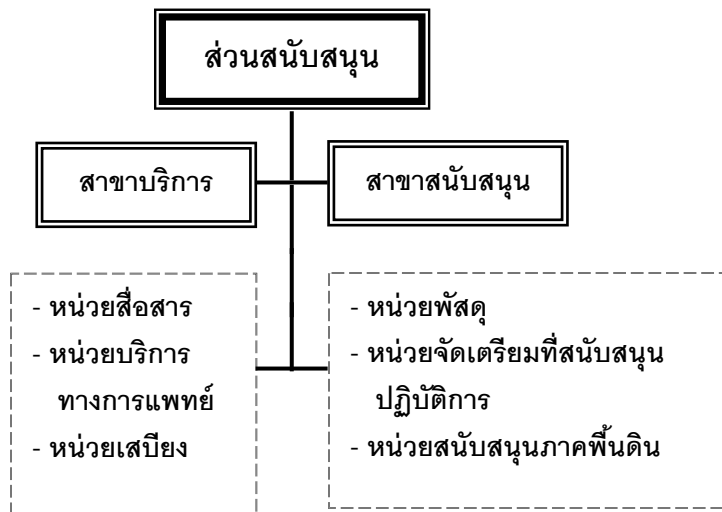 ส่วนสนับสนุน
สาขาบริการ
สาขาสนับสนุน
- หน่วยสื่อสาร
- หน่วยบริการ
ทางการแพทย์
- หน่วยเสบียง
- หน่วยพัสดุ
- หน่วยจัดเตรียมที่สนับสนุน
ปฏิบัติการ
- หน่วยสนับสนุนภาคพื้นดิน